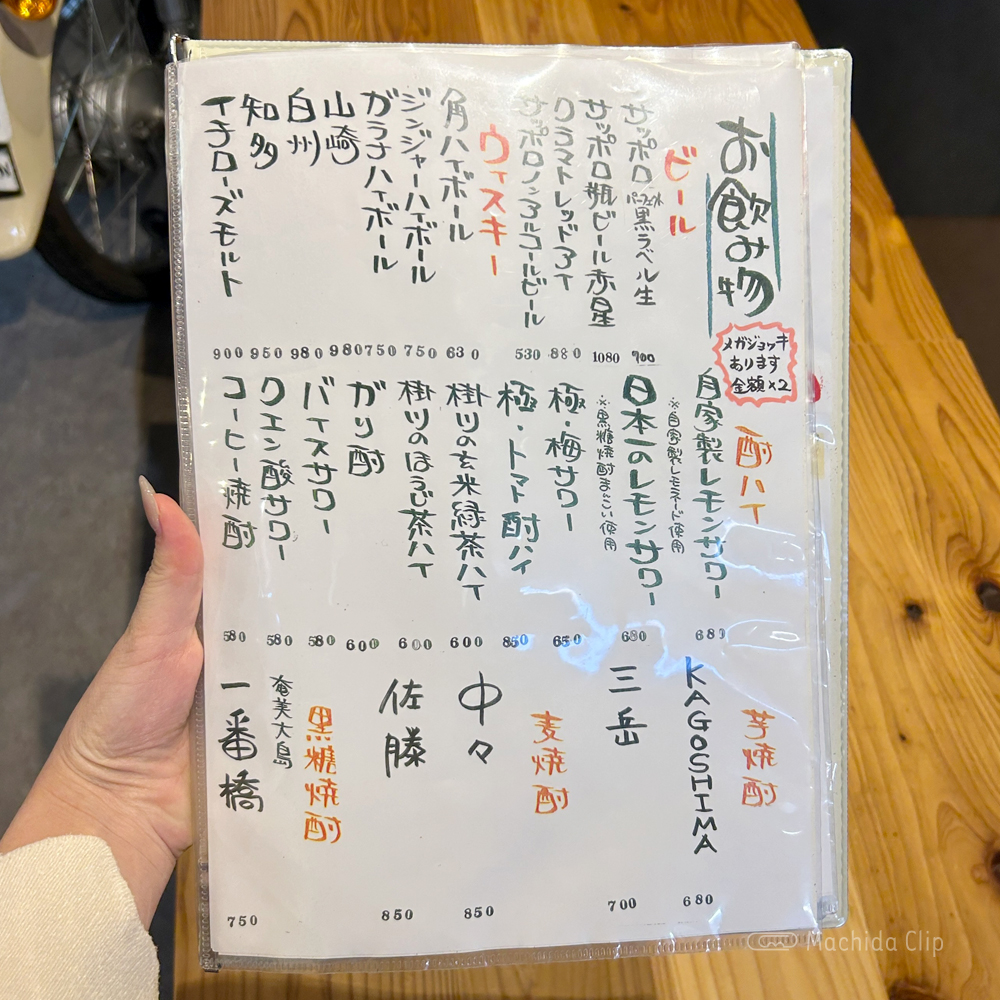 お飲み物
メガジョッキ
あります
金額×2
ビール
サッポロ パーフェクト 黒ラベル生
700
サッポロ瓶ビール赤星
1080
クラマトレッドアイ
880
サッポロノンアルコールビール
530
ウィスキー
角ハイボール
630
ジンジャーハイボール
750
ガラナハイボール
750
山崎
980
白州
980
知多
950
イチローズモルト
900
酎ハイ
自家製レモンサワー
※自家製レモネード使用
680
日本一のレモンサワー
※黒糖焼酎まんこい使用
680
極・梅サワー
650
極・トマト酎ハイ
850
掛ツの玄米緑茶ハイ
600
掛ツのほうじ茶ハイ
600
ガリ酎
600
バイスサワー
580
クエン酸サワー
580
コーヒー焼酎
580
芋焼酎
KAGOSHIMA
680
三岳
700
麦焼酎
中々
850
佐藤
850
黒糖焼酎
奄美大島
一番橋
750
Machida Clip